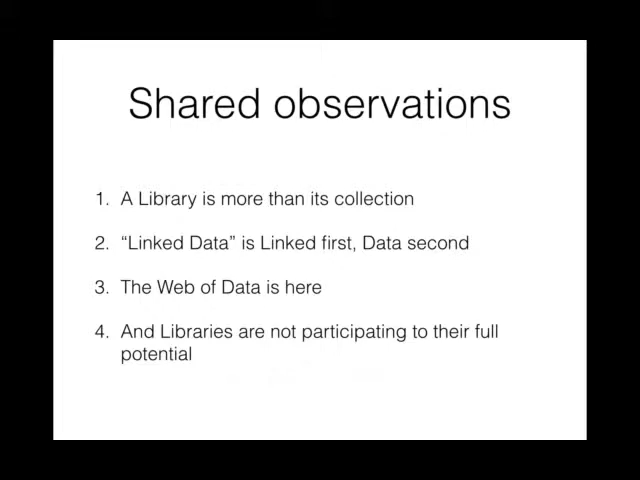 Shared observations
1. A Library is more than its collection
2. “Linked Data” is Linked first, Data second
3. The Web of Data is here
4. And Libraries are not participating to their full
potential